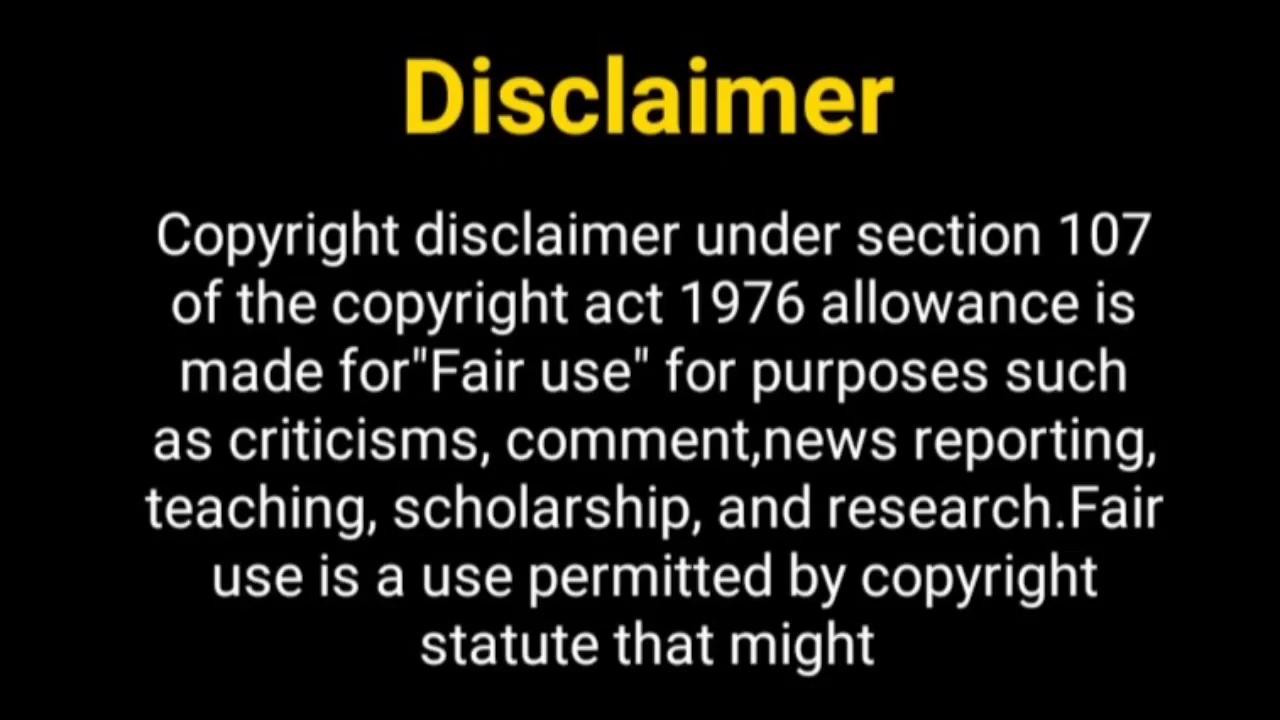 Disclaimer
Copyright disclaimer under section 107
of the copyright act 1976 allowance is
made for"Fair use" for purposes such
as criticisms, comment,news reporting,
teaching, scholarship, and research.Fair
use is a use permitted by copyright
statute that might